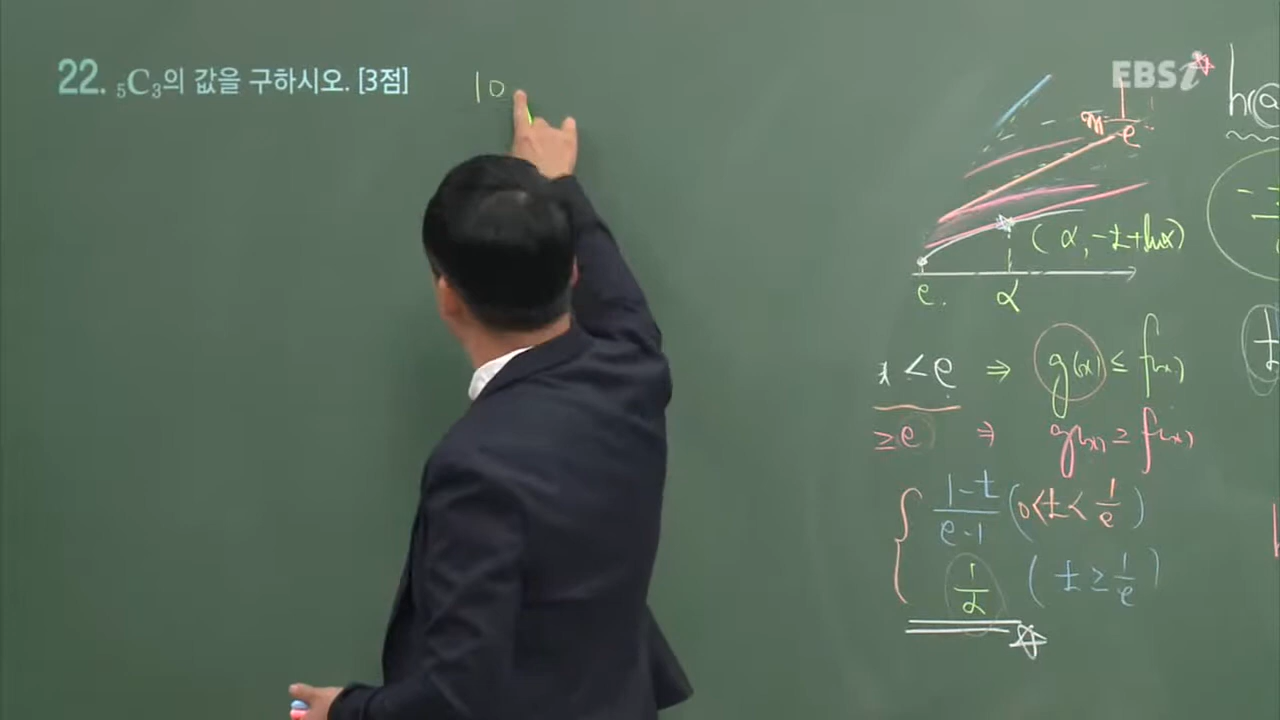 22. ₅C₃의 값을 구하시오. [3점]
10
EBSi
1/e
(α, -t+lnα)
e. α
x < e ⇒ g(x) ≤ f(x)
≥ e ⇒ g(x) ≥ f(x)
{ (1-t)/(e-1) (0<t<1/e)
1/α (t ≥ 1/e)